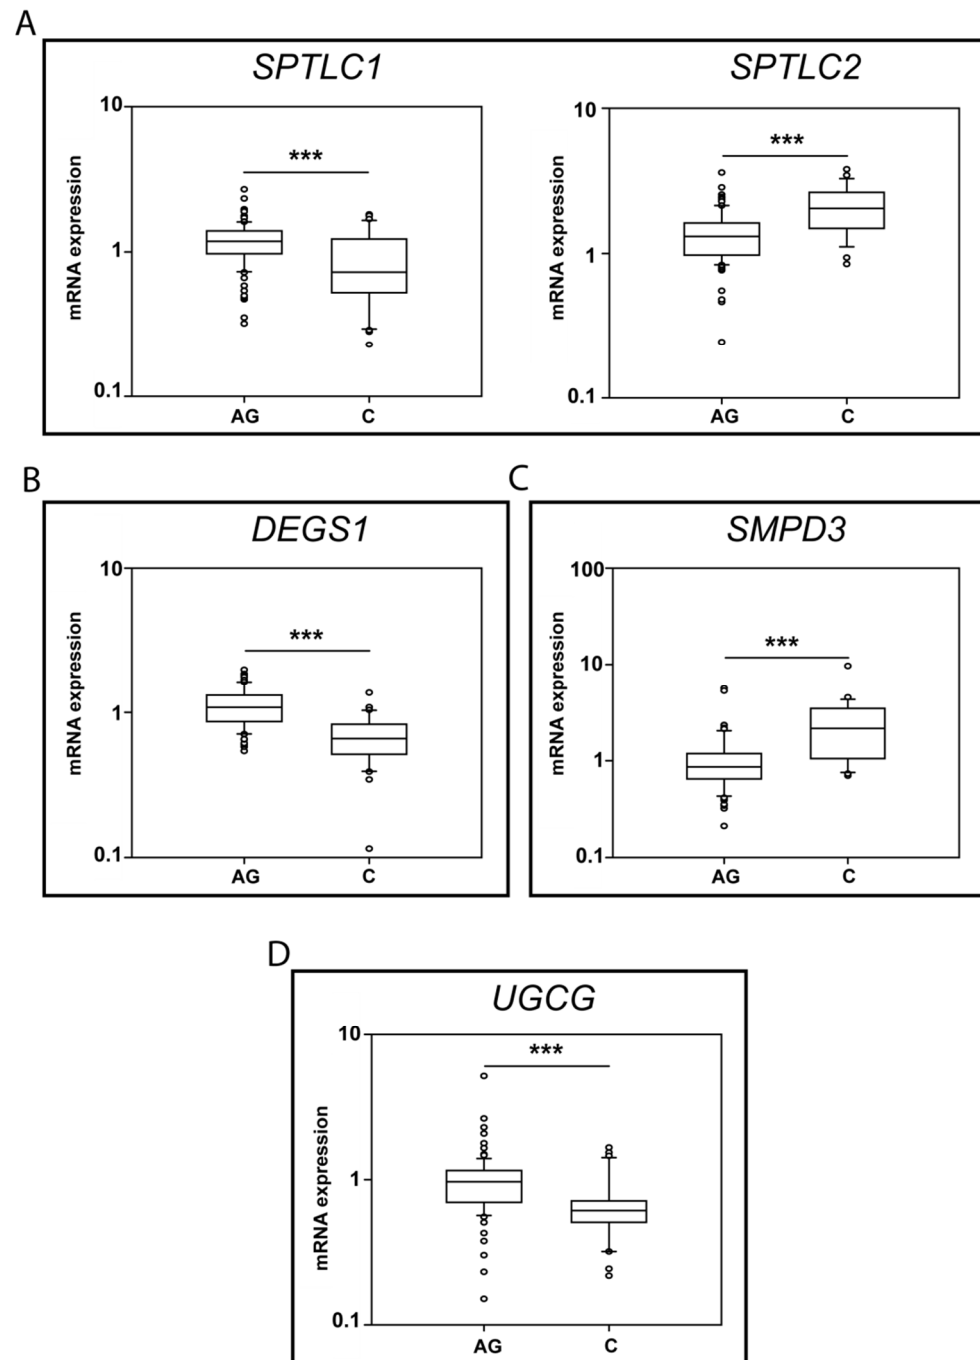 A
SPTLC1
10
***
mRNA expression
1
0.1
AG C
SPTLC2
10
***
mRNA expression
1
0.1
AG C
B
DEGS1
10
***
mRNA expression
1
0.1
AG C
C
SMPD3
100
***
mRNA expression
10
1
0.1
AG C
D
UGCG
10
***
mRNA expression
1
0.1
AG C